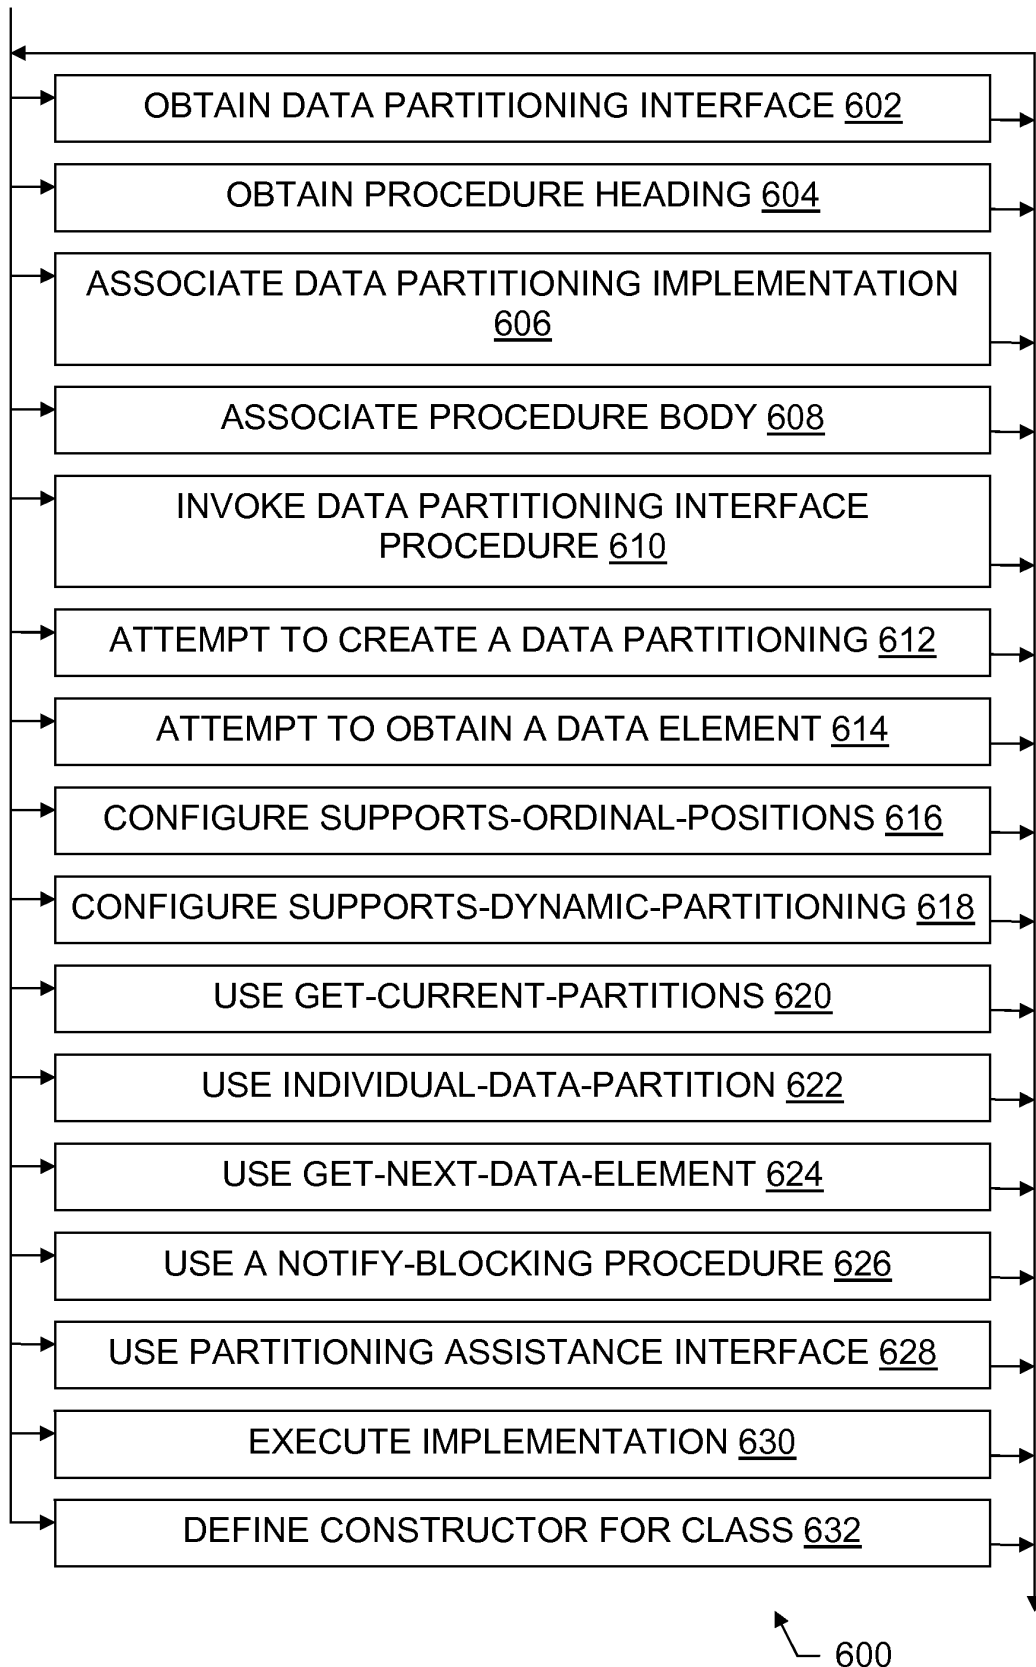 OBTAIN DATA PARTITIONING INTERFACE 602
OBTAIN PROCEDURE HEADING 604
ASSOCIATE DATA PARTITIONING IMPLEMENTATION
606
ASSOCIATE PROCEDURE BODY 608
INVOKE DATA PARTITIONING INTERFACE
PROCEDURE 610
ATTEMPT TO CREATE A DATA PARTITIONING 612
ATTEMPT TO OBTAIN A DATA ELEMENT 614
CONFIGURE SUPPORTS-ORDINAL-POSITIONS 616
CONFIGURE SUPPORTS-DYNAMIC-PARTITIONING 618
USE GET-CURRENT-PARTITIONS 620
USE INDIVIDUAL-DATA-PARTITION 622
USE GET-NEXT-DATA-ELEMENT 624
USE A NOTIFY-BLOCKING PROCEDURE 626
USE PARTITIONING ASSISTANCE INTERFACE 628
EXECUTE IMPLEMENTATION 630
DEFINE CONSTRUCTOR FOR CLASS 632
600